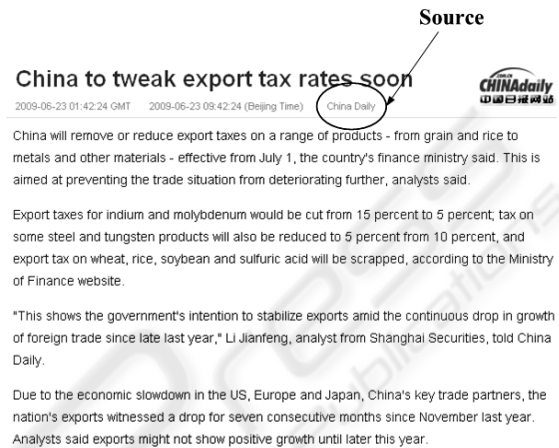 Source
China to tweak export tax rates soon
CHINAdaily
中国日报网站
2009-06-23 01:42:24 GMT 2009-06-23 09:42:24 (Beijing Time) China Daily
China will remove or reduce export taxes on a range of products - from grain and rice to
metals and other materials - effective from July 1, the country's finance ministry said. This is
aimed at preventing the trade situation from deteriorating further, analysts said.
Export taxes for indium and molybdenum would be cut from 15 percent to 5 percent; tax on
some steel and tungsten products will also be reduced to 5 percent from 10 percent, and
export tax on wheat, rice, soybean and sulfuric acid will be scrapped, according to the Ministry
of Finance website.
"This shows the government's intention to stabilize exports amid the continuous drop in growth
of foreign trade since late last year," Li Jianfeng, analyst from Shanghai Securities, told China
Daily.
Due to the economic slowdown in the US, Europe and Japan, China's key trade partners, the
nation's exports witnessed a drop for seven consecutive months since November last year.
Analysts said exports might not show positive growth until later this year.